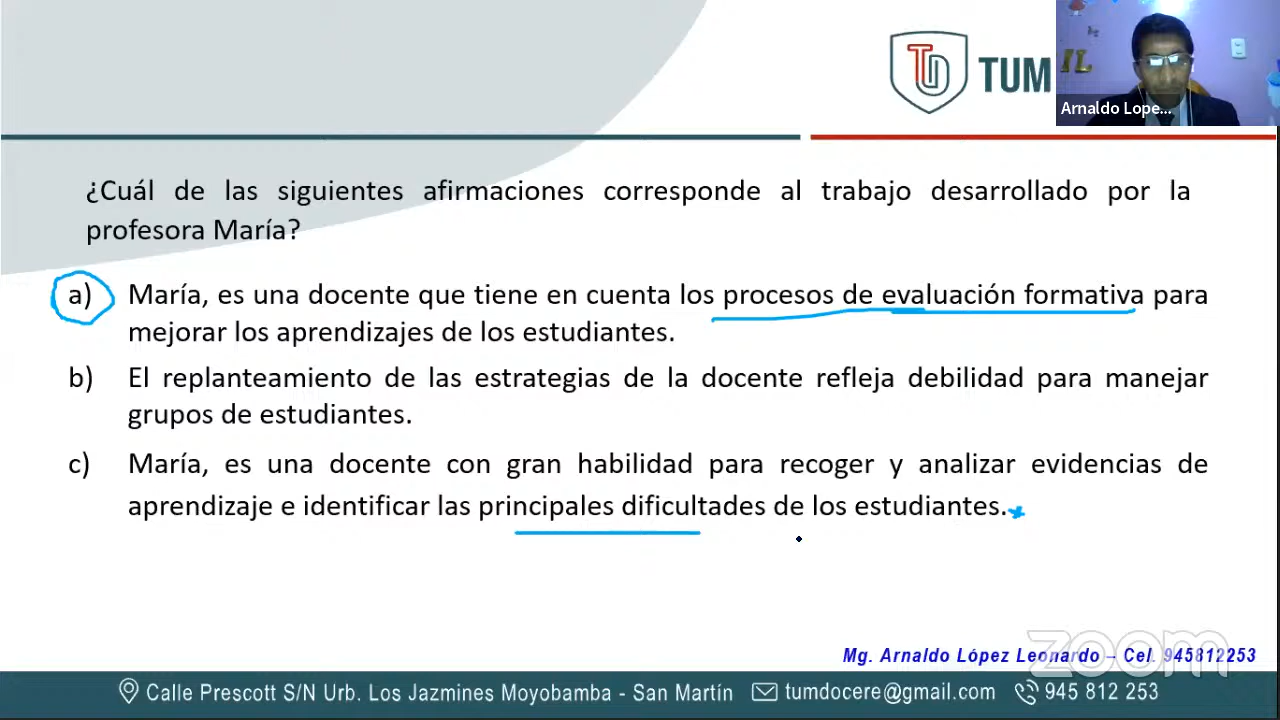 TD TUM
IL
Arnaldo Lope...
¿Cuál de las siguientes afirmaciones corresponde al trabajo desarrollado por la
profesora María?
a) María, es una docente que tiene en cuenta los procesos de evaluación formativa para
mejorar los aprendizajes de los estudiantes.
b) El replanteamiento de las estrategias de la docente refleja debilidad para manejar
grupos de estudiantes.
c) María, es una docente con gran habilidad para recoger y analizar evidencias de
aprendizaje e identificar las principales dificultades de los estudiantes.
zoom
Mg. Arnaldo López Leonardo – Cel. 945812253
Calle Prescott S/N Urb. Los Jazmines Moyobamba - San Martín tumdocere@gmail.com 945 812 253